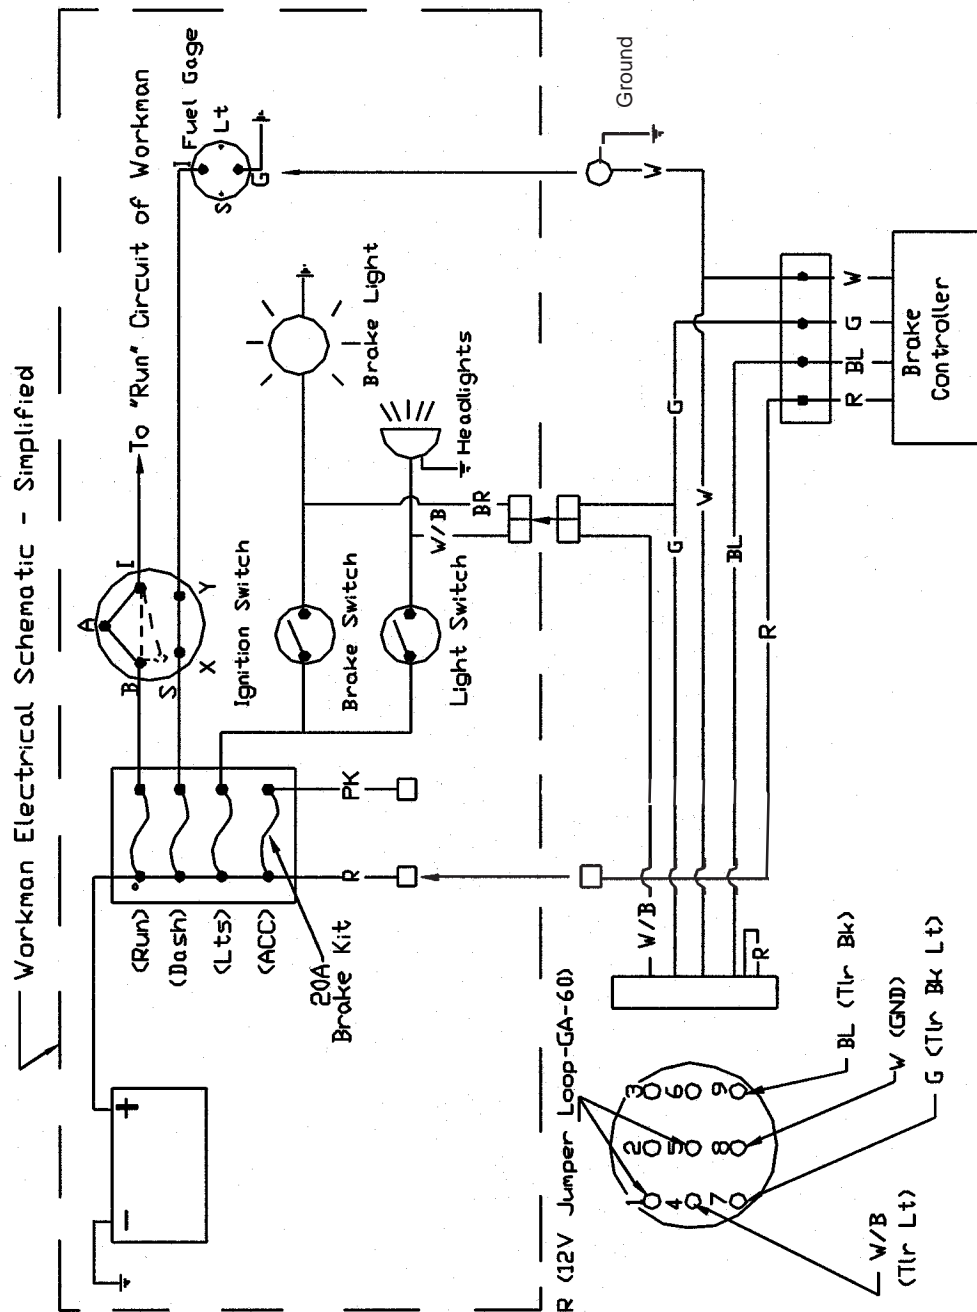 Workman Electrical Schematic - Simplified
To "Run" Circuit of Workman
I
Fuel Gage
S
Lt
G
A
B
I
S
X
Y
Ignition Switch
Brake Light
Brake Switch
Headlights
Light Switch
(Run)
(Dash)
(Lts)
(ACC)
20A
Brake Kit
R
PK
+
-
W/B
BR
Ground
W
R (12V Jumper Loop-GA-60)
W/B
G
G
W
BL
R
R
R
BL
G
W
Brake
Controller
1
2
3
4
5
6
7
8
9
BL (Tlr Bk)
W (GND)
G (Tlr Bk Lt)
W/B
(Tlr Lt)